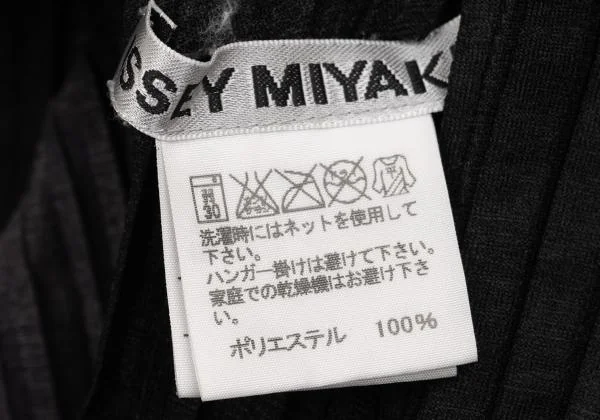 ISSEY MIYAK
30
平
洗濯時にはネットを使用して
下さい。
ハンガー掛けは避けて下さい。
家庭での乾燥機はお避け下さ
い。
ポリエステル 100%